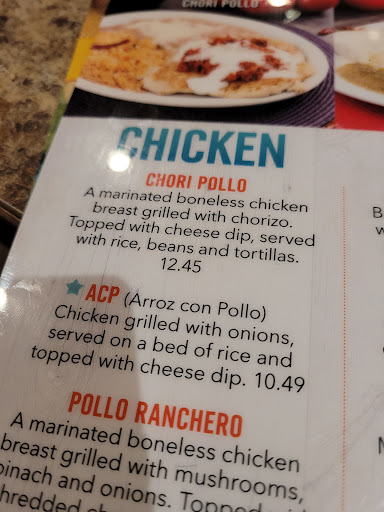 CHORI POLLO
CHICKEN
CHORI POLLO
A marinated boneless chicken
breast grilled with chorizo.
Topped with cheese dip, served
with rice, beans and tortillas.
12.45
ACP (Arroz con Pollo)
Chicken grilled with onions,
served on a bed of rice and
topped with cheese dip. 10.49
POLLO RANCHERO
A marinated boneless chicken
breast grilled with mushrooms,
and onions.